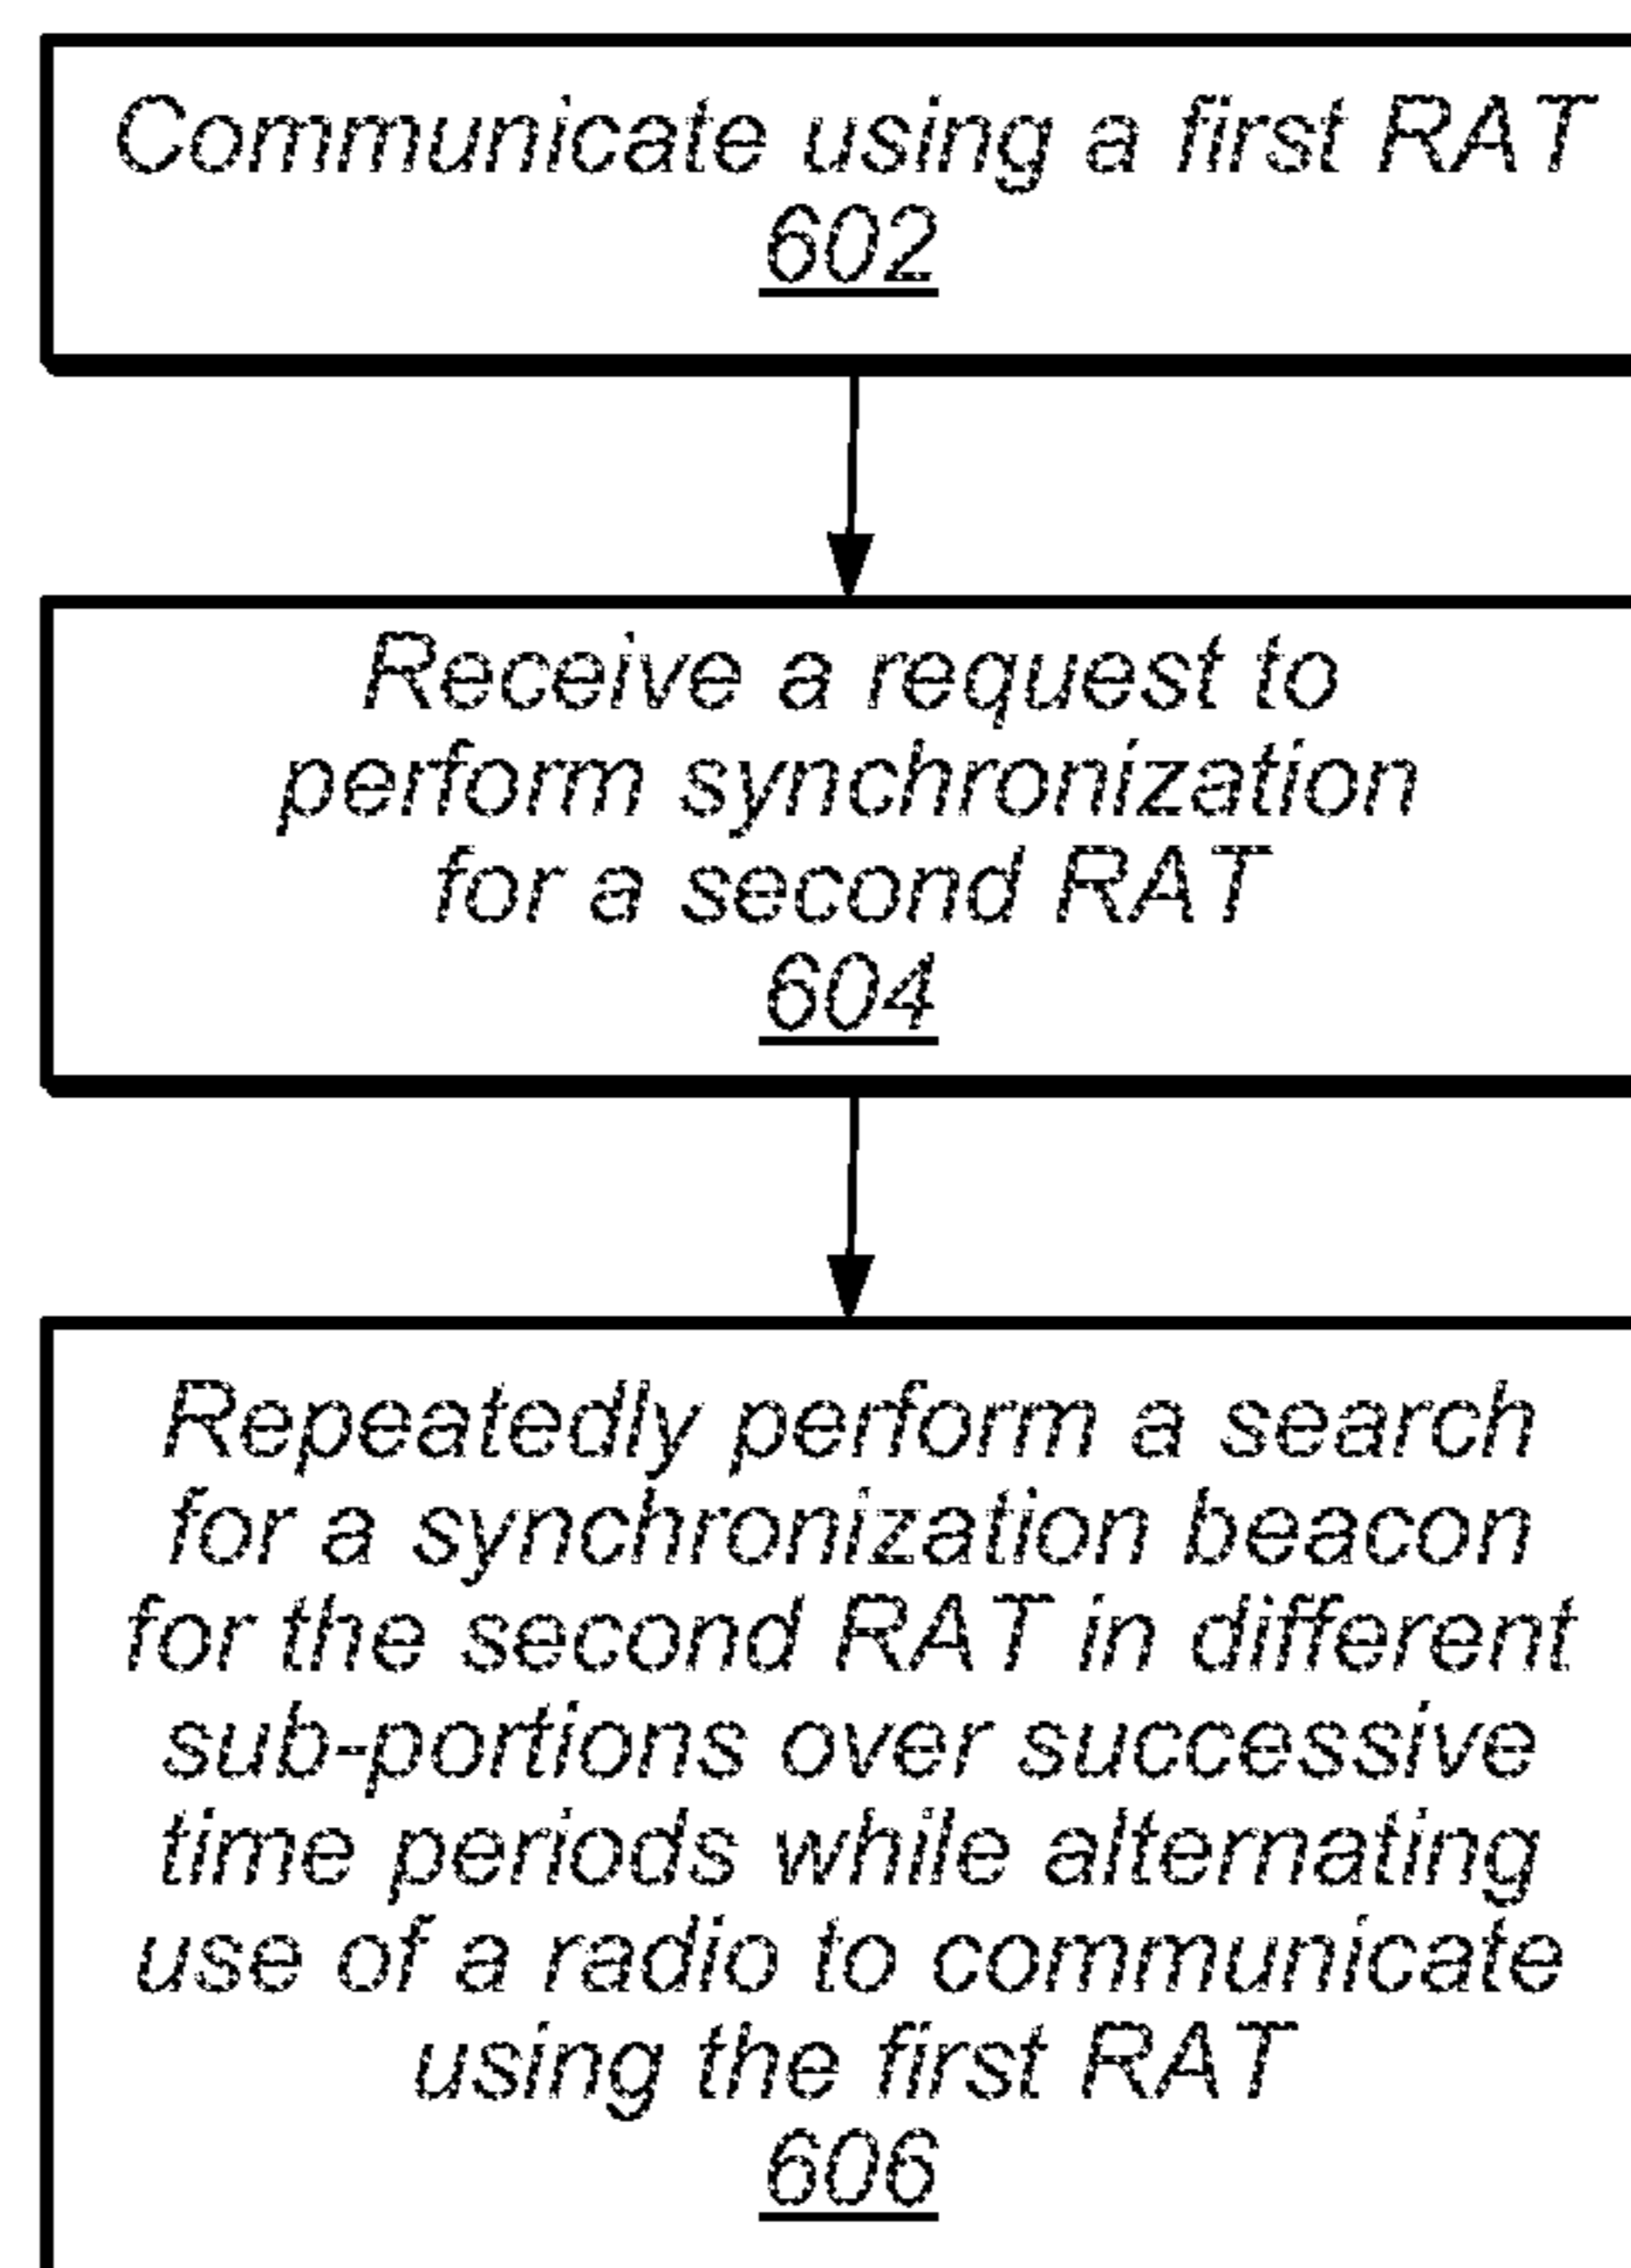 Communicate using a first RAT
602
Receive a request to
perform synchronization
for a second RAT
604
Repeatedly perform a search
for a synchronization beacon
for the second RAT in different
sub-portions over successive
time periods while alternating
use of a radio to communicate
using the first RAT
606